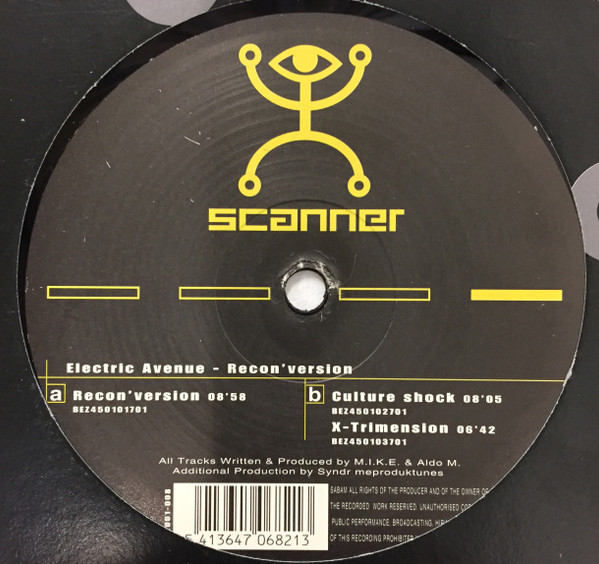 scanner
Electric Avenue - Recon'version
a Recon'version 08'58
BEZ450101701
b Culture shock 08'05
BEZ450102701
X-Trimension 06'42
BEZ450103701
All Tracks Written & Produced by M.I.K.E. & Aldo M.
Additional Production by Syndr meproduktunes
SABAM ALL RIGHTS OF THE PRODUCER AND OF THE OWNER OF
THE RECORDED WORK RESERVED. UNAUTHORISED
PUBLIC PERFORMANCE, BROADCASTING,
OF THIS RECORDING PROHIBITED
5 413647 068213